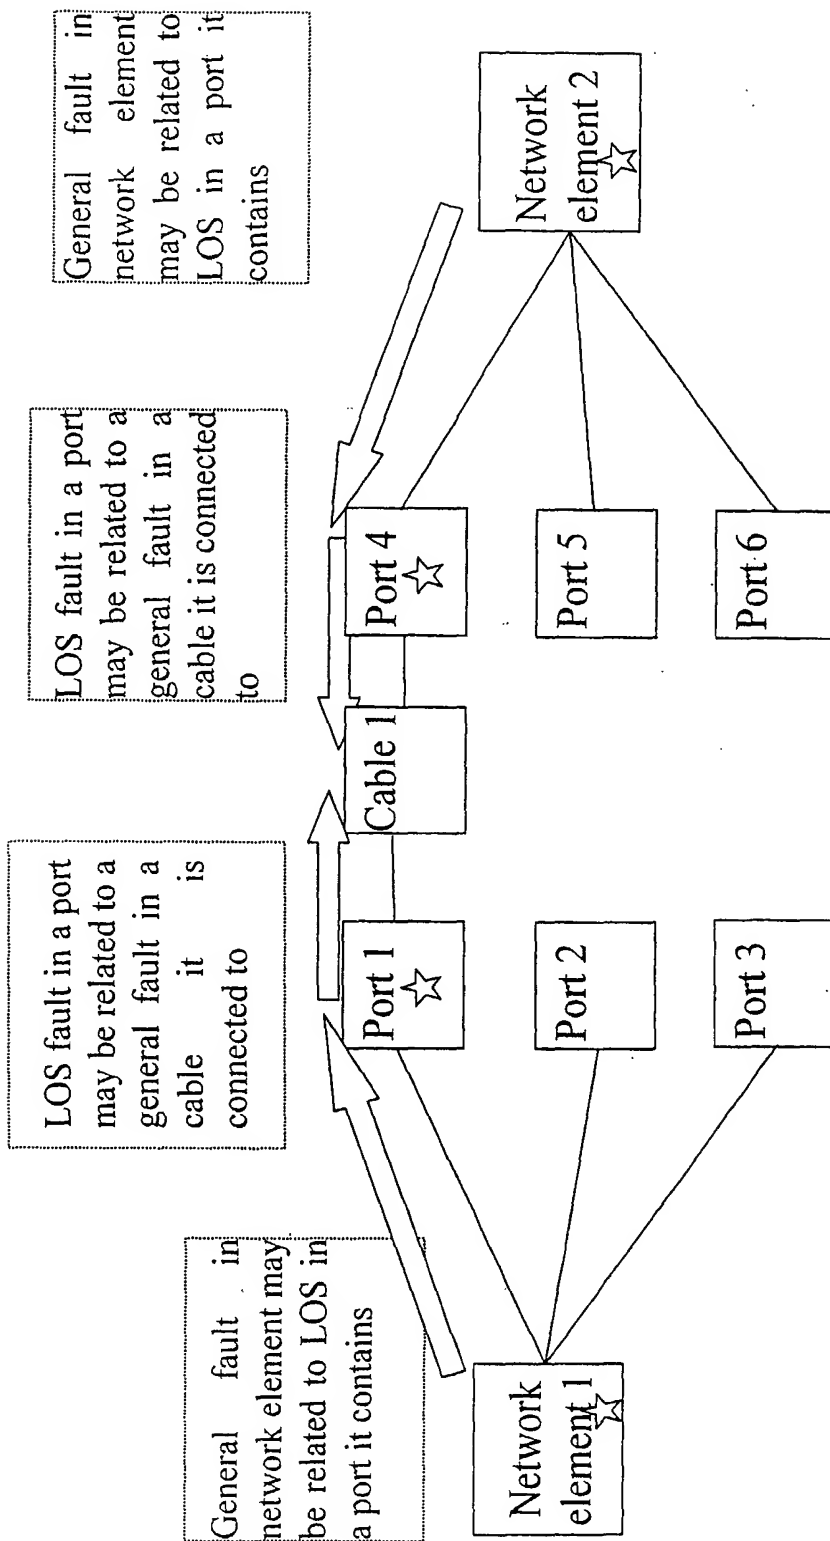 General fault in
network element may
be related to LOS in
a port it contains
LOS fault in a port
may be related to a
general fault in a
cable it is
connected to
LOS fault in a port
may be related to a
general fault in a
cable it is connected
to
General fault in
network element
may be related to
LOS in a port it
contains
Network
element 1
Port 1
Port 2
Port 3
Cable 1
Port 4
Port 5
Port 6
Network
element 2